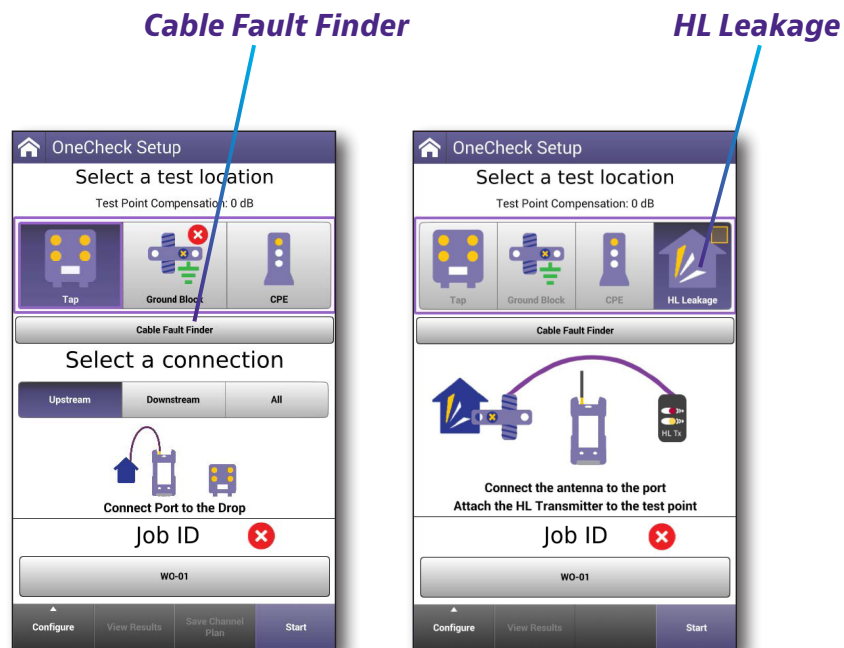 Cable Fault Finder
HL Leakage
OneCheck Setup
Select a test location
Test Point Compensation: 0 dB
Tap
Ground Block
CPE
Cable Fault Finder
Select a connection
Upstream
Downstream
All
Connect Port to the Drop
Job ID
WO-01
Configure
View Results
Save Channel
Plan
Start
OneCheck Setup
Select a test location
Test Point Compensation: 0 dB
Tap
Ground Block
CPE
HL Leakage
Cable Fault Finder
HL Tx
Connect the antenna to the port
Attach the HL Transmitter to the test point
Job ID
WO-01
Configure
View Results
Start